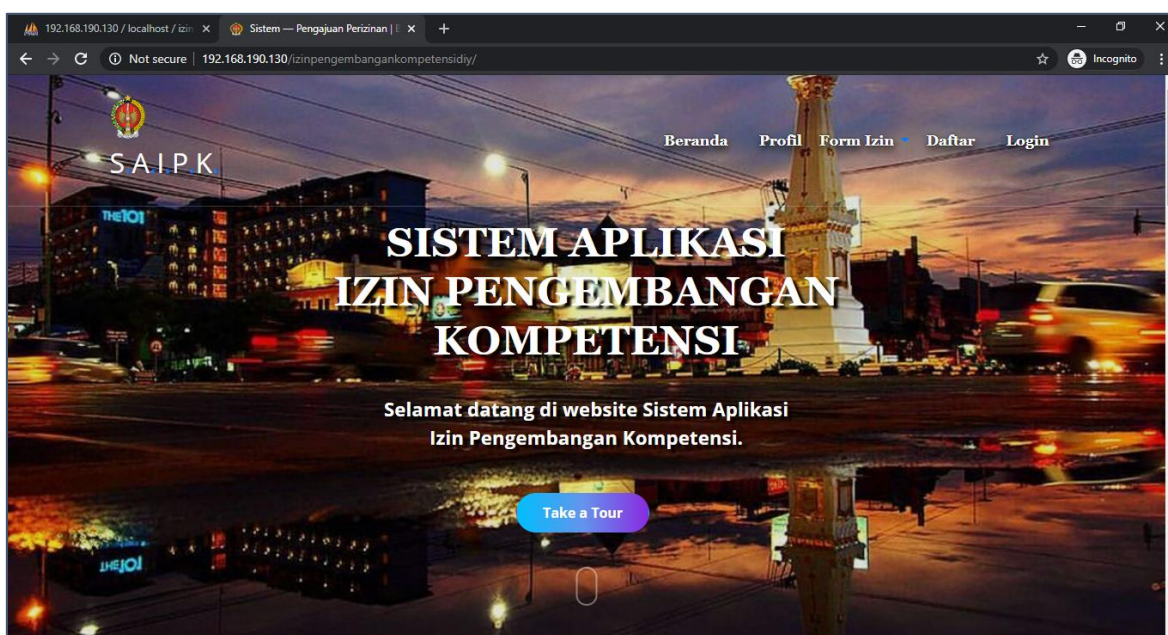 192.168.190.130 / localhost / izin
Sistem — Pengajuan Perizinan |
Not secure | 192.168.190.130/izinpengembangankompetensidiy/
Incognito
S.A.I.P.K
Beranda Profil Form Izin Daftar Login
THE 101
SISTEM APLIKASI
IZIN PENGEMBANGAN
KOMPETENSI
Selamat datang di website Sistem Aplikasi
Izin Pengembangan Kompetensi.
Take a Tour